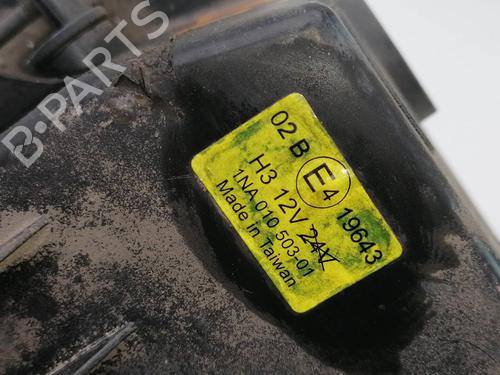 B-PARTS
02 B E4 19643
H3 12V 24V
1NA 010 503-01
Made in Taiwan